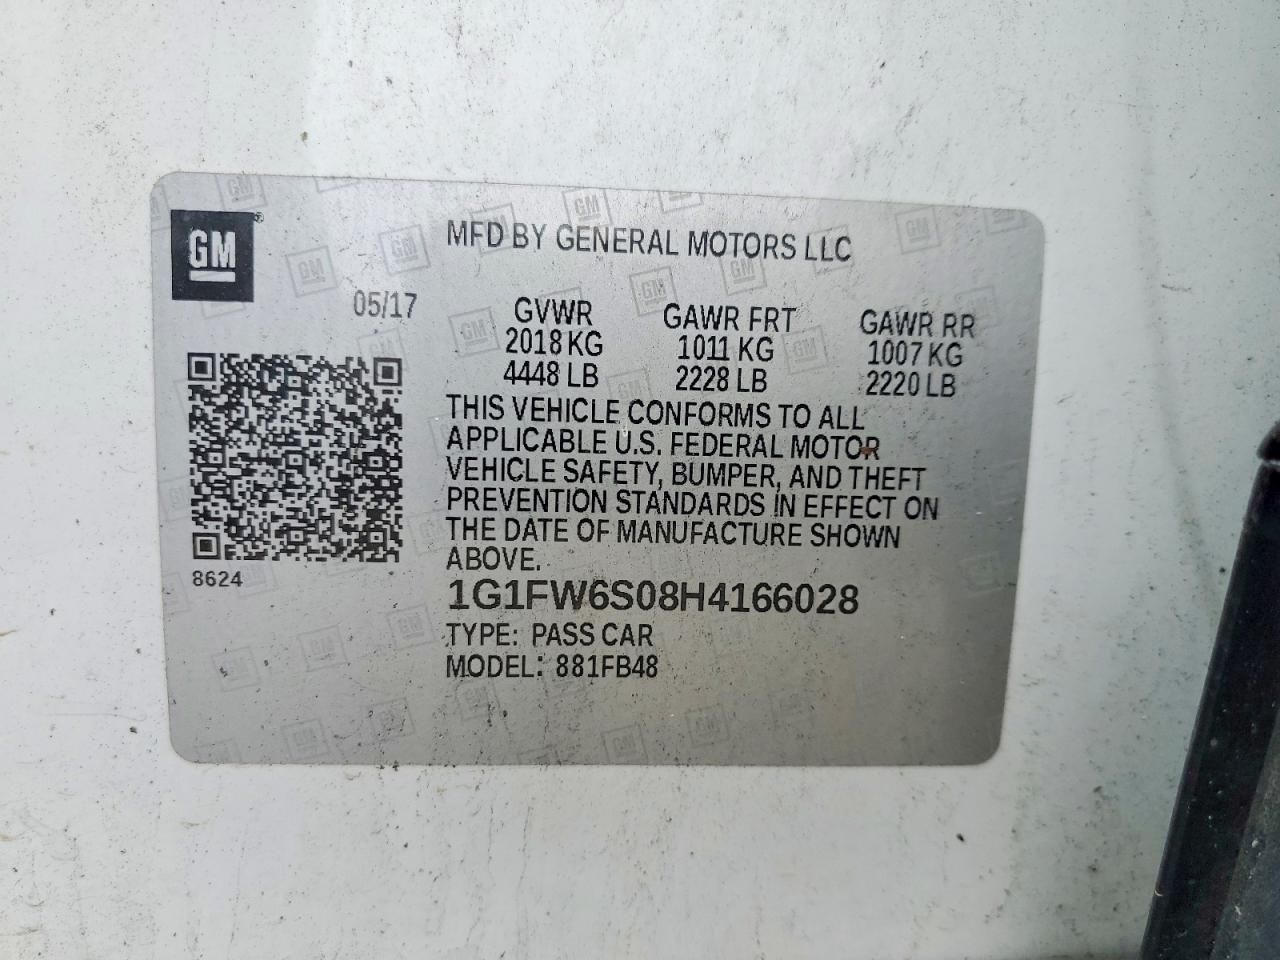 GM®
MFD BY GENERAL MOTORS LLC
05/17
GVWR GAWR FRT GAWR RR
2018 KG 1011 KG 1007 KG
4448 LB 2228 LB 2220 LB
THIS VEHICLE CONFORMS TO ALL
APPLICABLE U.S. FEDERAL MOTOR
VEHICLE SAFETY, BUMPER, AND THEFT
PREVENTION STANDARDS IN EFFECT ON
THE DATE OF MANUFACTURE SHOWN
ABOVE.
8624
1G1FW6S08H4166028
TYPE: PASS CAR
MODEL: 881FB48